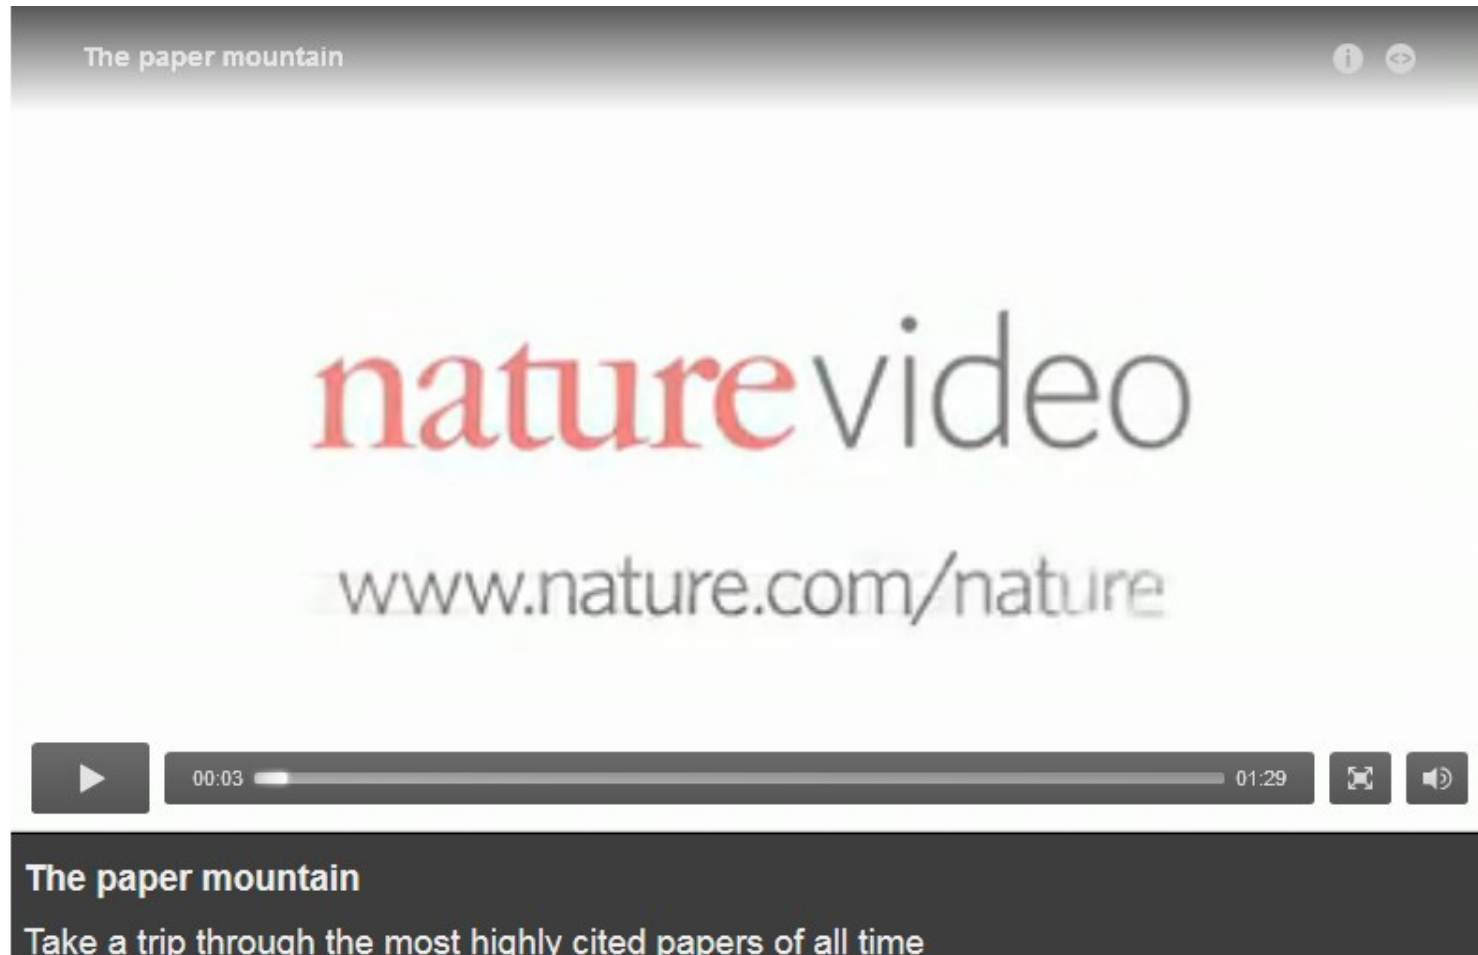 The paper mountain
nature video
www.nature.com/nature
00:03 01:29
The paper mountain
Take a trip through the most highly cited papers of all time